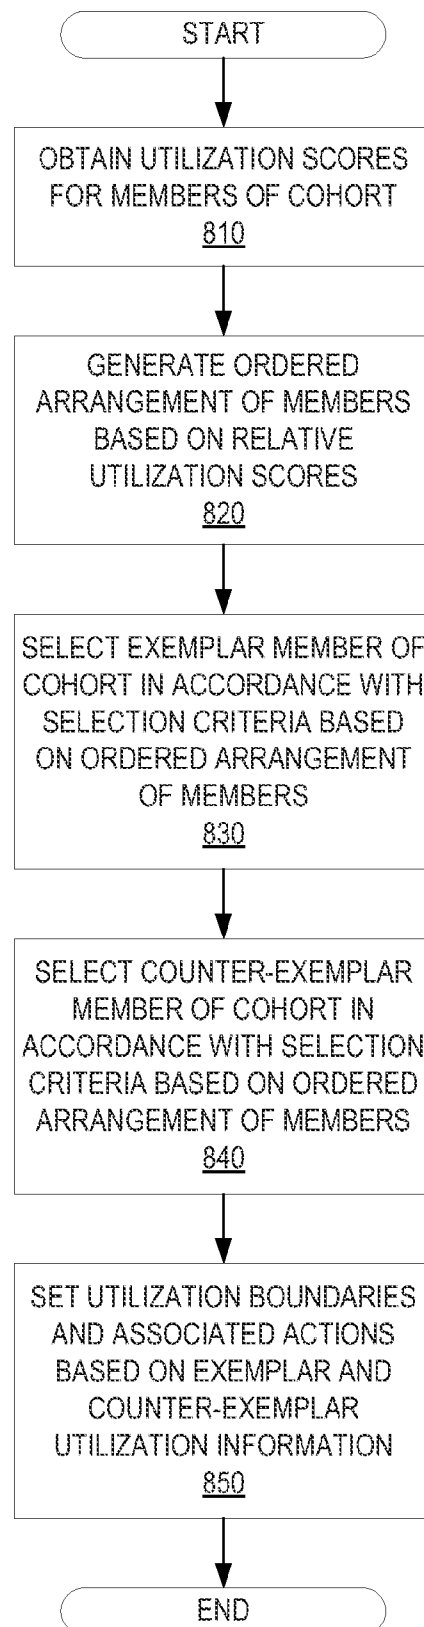 START
OBTAIN UTILIZATION SCORES
FOR MEMBERS OF COHORT
810
GENERATE ORDERED
ARRANGEMENT OF MEMBERS
BASED ON RELATIVE
UTILIZATION SCORES
820
SELECT EXEMPLAR MEMBER OF
COHORT IN ACCORDANCE WITH
SELECTION CRITERIA BASED
ON ORDERED ARRANGEMENT
OF MEMBERS
830
SELECT COUNTER-EXEMPLAR
MEMBER OF COHORT IN
ACCORDANCE WITH SELECTION
CRITERIA BASED ON ORDERED
ARRANGEMENT OF MEMBERS
840
SET UTILIZATION BOUNDARIES
AND ASSOCIATED ACTIONS
BASED ON EXEMPLAR AND
COUNTER-EXEMPLAR
UTILIZATION INFORMATION
850
END